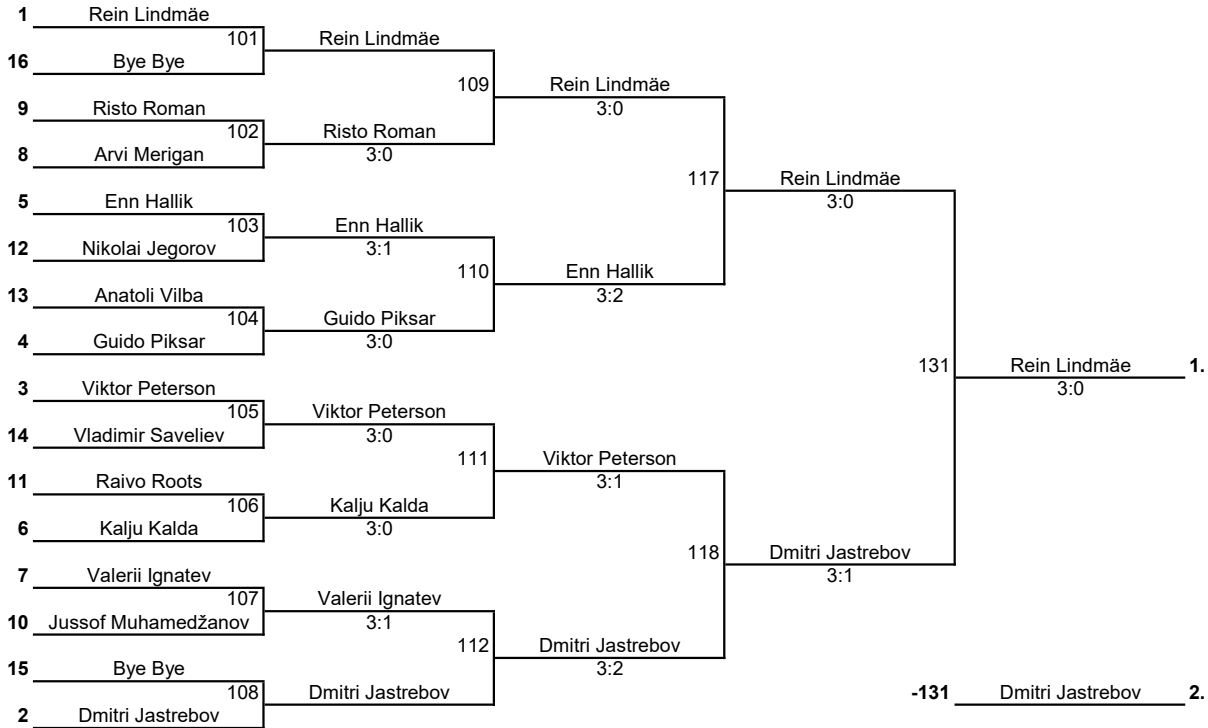 1 Rein Lindmäe
101 Rein Lindmäe
16 Bye Bye
109 Rein Lindmäe
3:0
9 Risto Roman
102 Risto Roman
3:0
8 Arvi Merigan
117 Rein Lindmäe
3:0
5 Enn Hallik
103 Enn Hallik
3:1
12 Nikolai Jegorov
110 Enn Hallik
3:2
13 Anatoli Vilba
104 Guido Piksar
3:0
4 Guido Piksar
131 Rein Lindmäe 1.
3:0
3 Viktor Peterson
105 Viktor Peterson
3:0
14 Vladimir Saveliev
111 Viktor Peterson
3:1
11 Raivo Roots
106 Kalju Kalda
3:0
6 Kalju Kalda
118 Dmitri Jastrebov
3:1
7 Valerii Ignatev
107 Valerii Ignatev
3:1
10 Jussof Muhamedžanov
112 Dmitri Jastrebov
3:2
15 Bye Bye
108 Dmitri Jastrebov
-131 Dmitri Jastrebov 2.
2 Dmitri Jastrebov